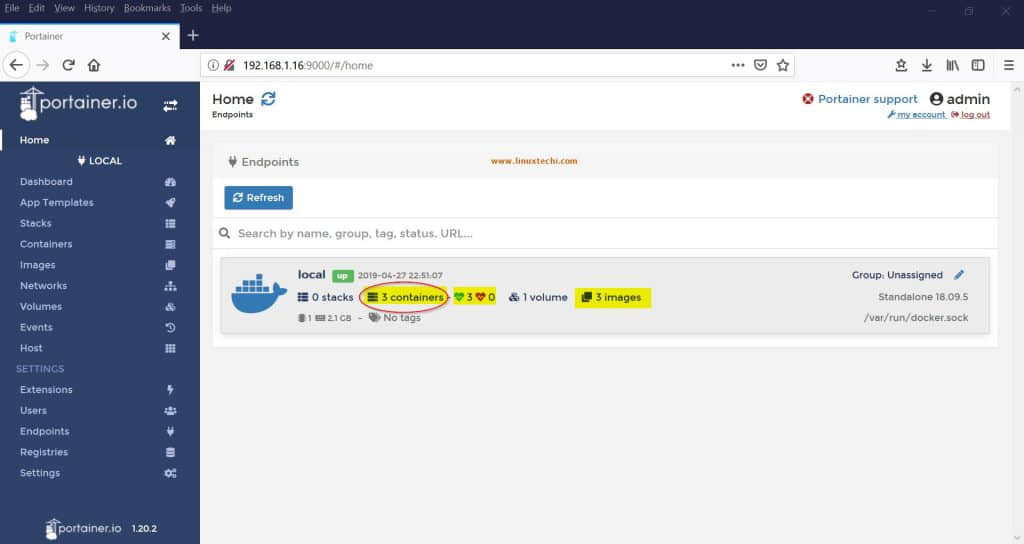 File Edit View History Bookmarks Tools Help
Portainer
192.168.1.16:9000/#/home
portainer.io
Home
LOCAL
Dashboard
App Templates
Stacks
Containers
Images
Networks
Volumes
Events
Host
SETTINGS
Extensions
Users
Endpoints
Registries
Settings
portainer.io 1.20.2
Home
Portainer support admin
Endpoints
my account log out
Endpoints
www.linuxtechi.com
Refresh
Search by name, group, tag, status, URL...
local up 2019-04-27 22:51:07 Group: Unassigned
0 stacks 3 containers - 3 0 1 volume 3 images Standalone 18.09.5
1 2.1 GB - No tags /var/run/docker.sock